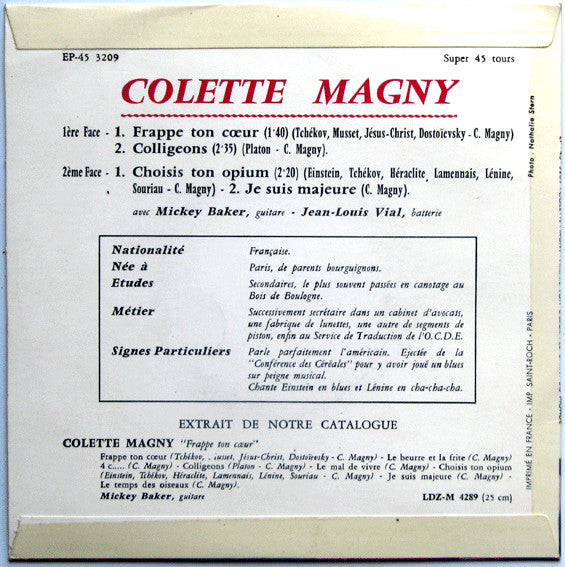 EP-45 3209 Super 45 tours
COLETTE MAGNY
1ère Face - 1. Frappe ton cœur (1'40) (Tchékov, Musset, Jésus-Christ, Dostoïevsky - C. Magny)
2. Colligeons (2'35) (Platon - C. Magny).
2ème Face - 1. Choisis ton opium (2'20) (Einstein, Tchékov, Héraclite, Lamennais, Lénine,
Souriau - C. Magny) - 2. Je suis majeure (C. Magny).
avec Mickey Baker, guitare - Jean-Louis Vial, batterie
Nationalité Française.
Née à Paris, de parents bourguignons.
Etudes Secondaires, le plus souvent passées en canotage au
Bois de Boulogne.
Métier Successivement secrétaire dans un cabinet d'avocats,
une fabrique de lunettes, une autre de segments de
piston, enfin au Service de Traduction de l'O.C.D.E.
Signes Particuliers Parle parfaitement l'américain. Ejectée de la
"Conférence des Céréales" pour y avoir joué un blues
sur peigne musical.
Chante Einstein en blues et Lénine en cha-cha-cha.
EXTRAIT DE NOTRE CATALOGUE
COLETTE MAGNY "Frappe ton cœur"
Frappe ton cœur (Tchékov, .usset, Jésus-Christ, Dostoïevsky - C. Magny) - Le beurre et la frite (C. Magny)
4 c..... (C. Magny) - Colligeons (Platon - C. Magny) - Le mal de vivre (C. Magny) - Choisis ton opium
(Einstein, Tchékov, Héraclite, Lamennais, Lénine, Souriau - C. Magny) - Je suis majeure (C. Magny) -
Le temps des oiseaux (C. Magny).
Mickey Baker, guitare LDZ-M 4289 (25 cm)
Photo : Nathalie Stern
IMPRIMÉ EN FRANCE - IMP. SAINT-ROCH - PARIS